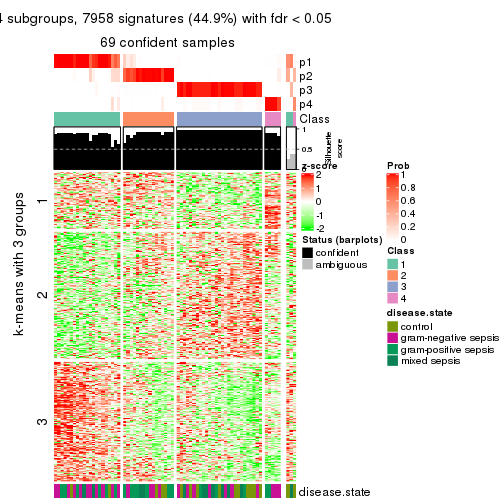 4 subgroups, 7958 signatures (44.9%) with fdr < 0.05
69 confident samples
p1
p2
p3
p4
Class
1
0.5
0
Silhouette
score
k-means with 3 groups
1
2
3
z-score
2
1
0
-1
-2
Status (barplots)
confident
ambiguous
Prob
1
0.8
0.6
0.4
0.2
0
Class
1
2
3
4
disease.state
control
gram-negative sepsis
gram-positive sepsis
mixed sepsis
disease.state